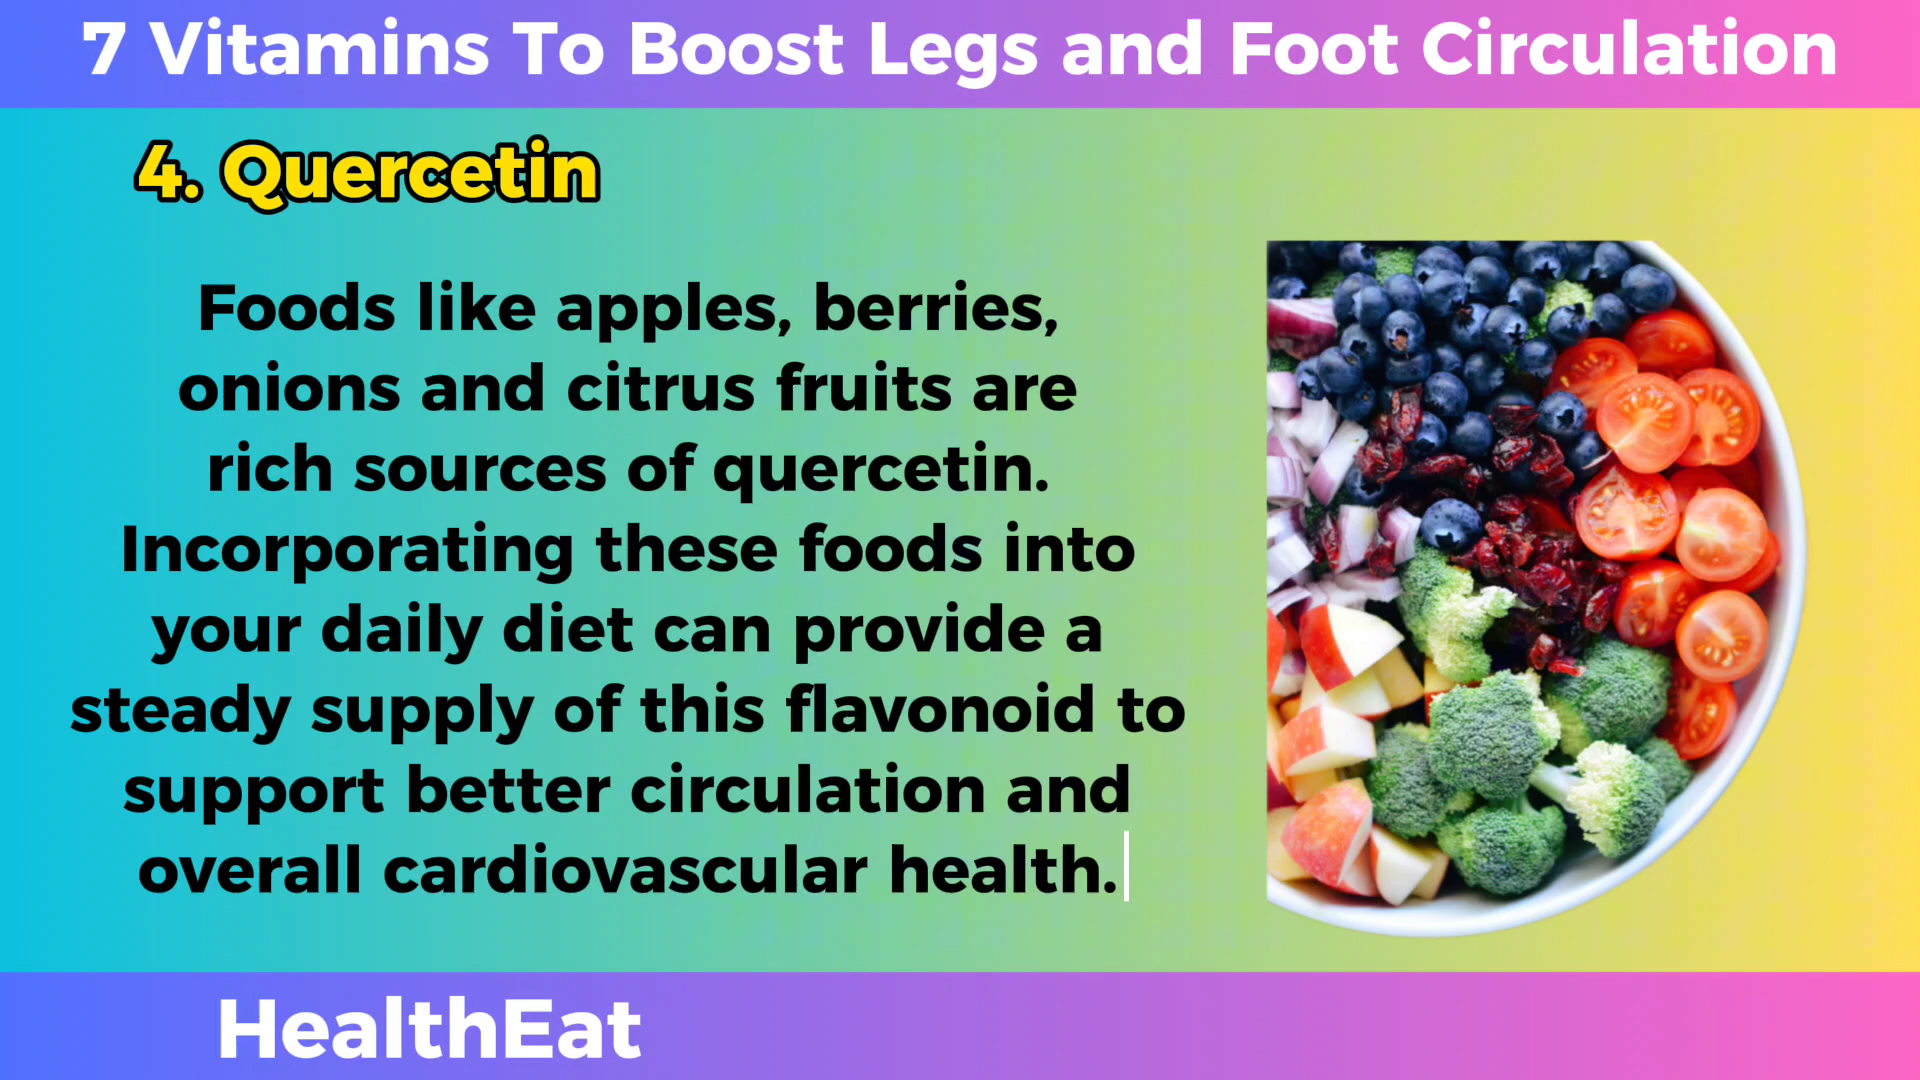 7 Vitamins To Boost Legs and Foot Circulation
4. Quercetin
Foods like apples, berries,
onions and citrus fruits are
rich sources of quercetin.
Incorporating these foods into
your daily diet can provide a
steady supply of this flavonoid to
support better circulation and
overall cardiovascular health.
HealthEat